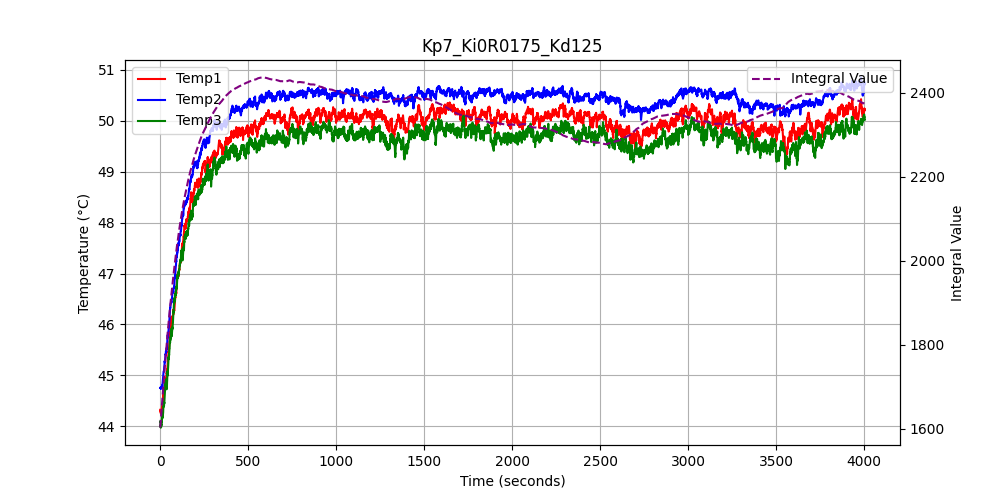 Kp7_Ki0R0175_Kd125
Temp1
Temp2
Temp3
Integral Value
51
50
49
48
47
46
45
44
Temperature (°C)
2400
2200
2000
1800
1600
Integral Value
0 500 1000 1500 2000 2500 3000 3500 4000
Time (seconds)